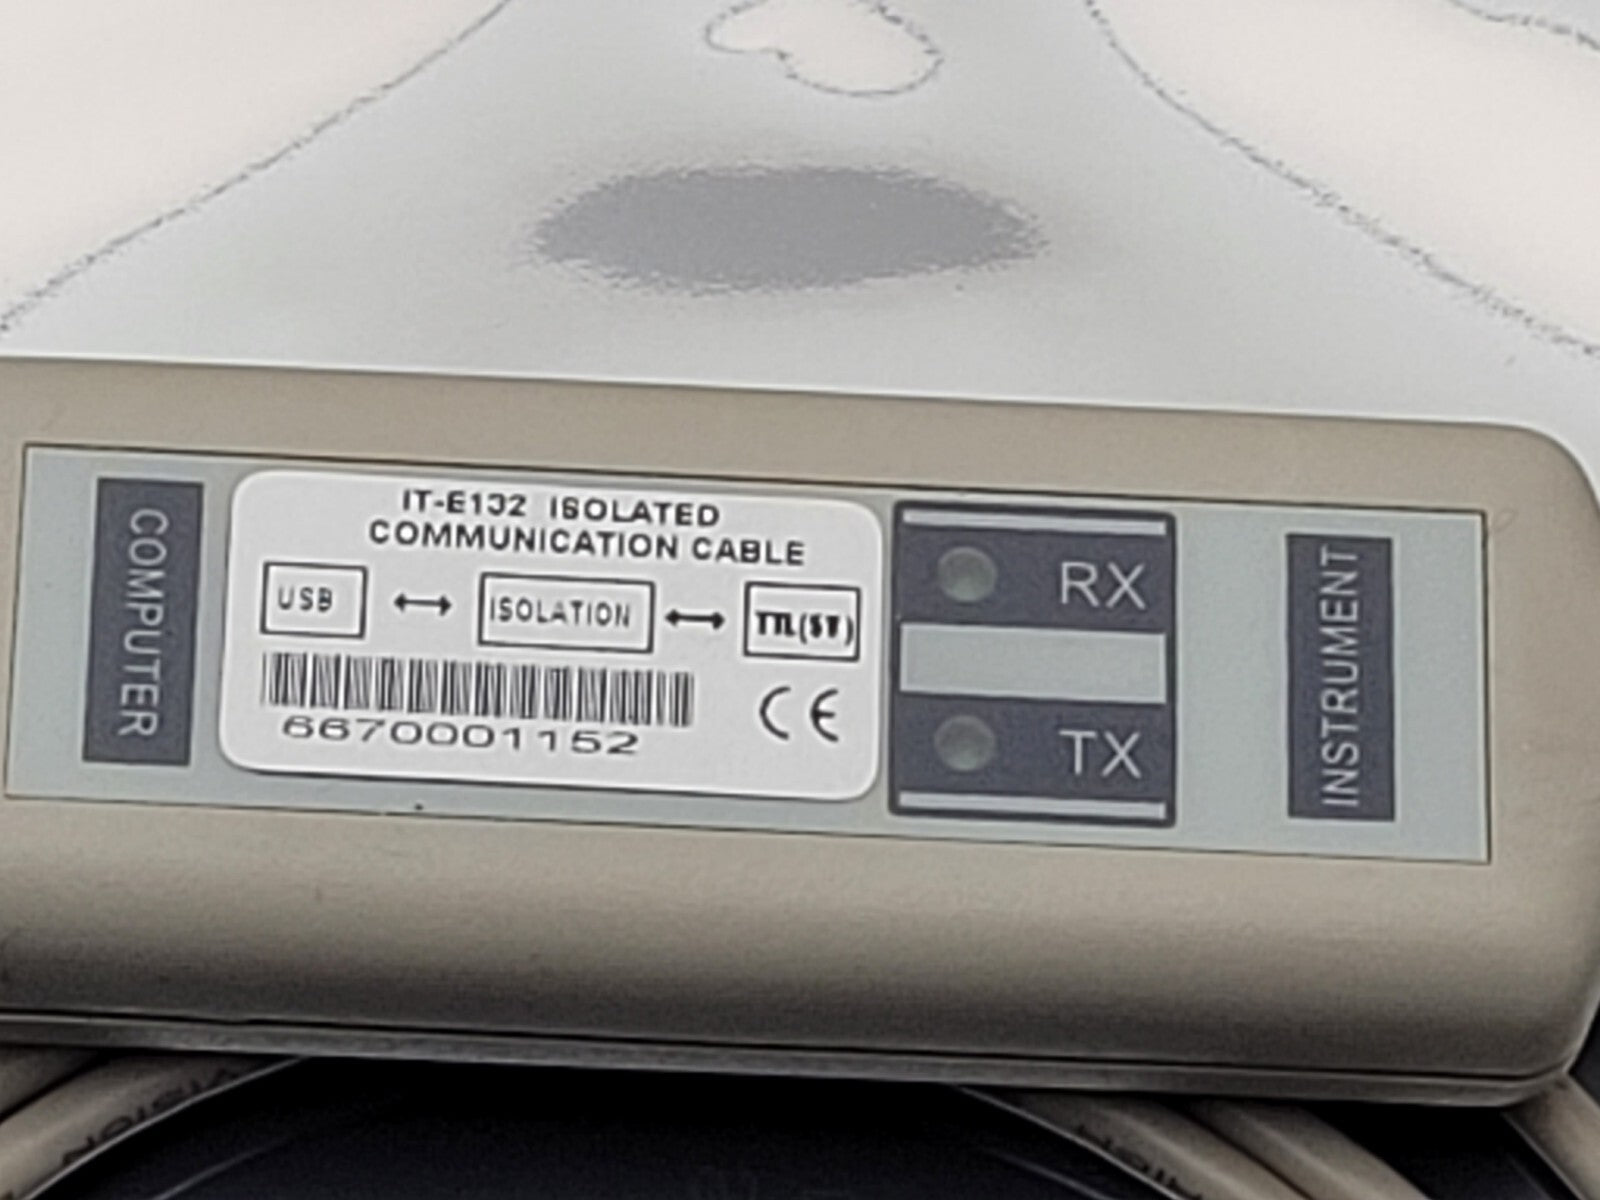 COMPUTER
IT-E132 ISOLATED
COMMUNICATION CABLE
USB ISOLATION TTL(5V)
6670001152
CE
RX
TX
INSTRUMENT